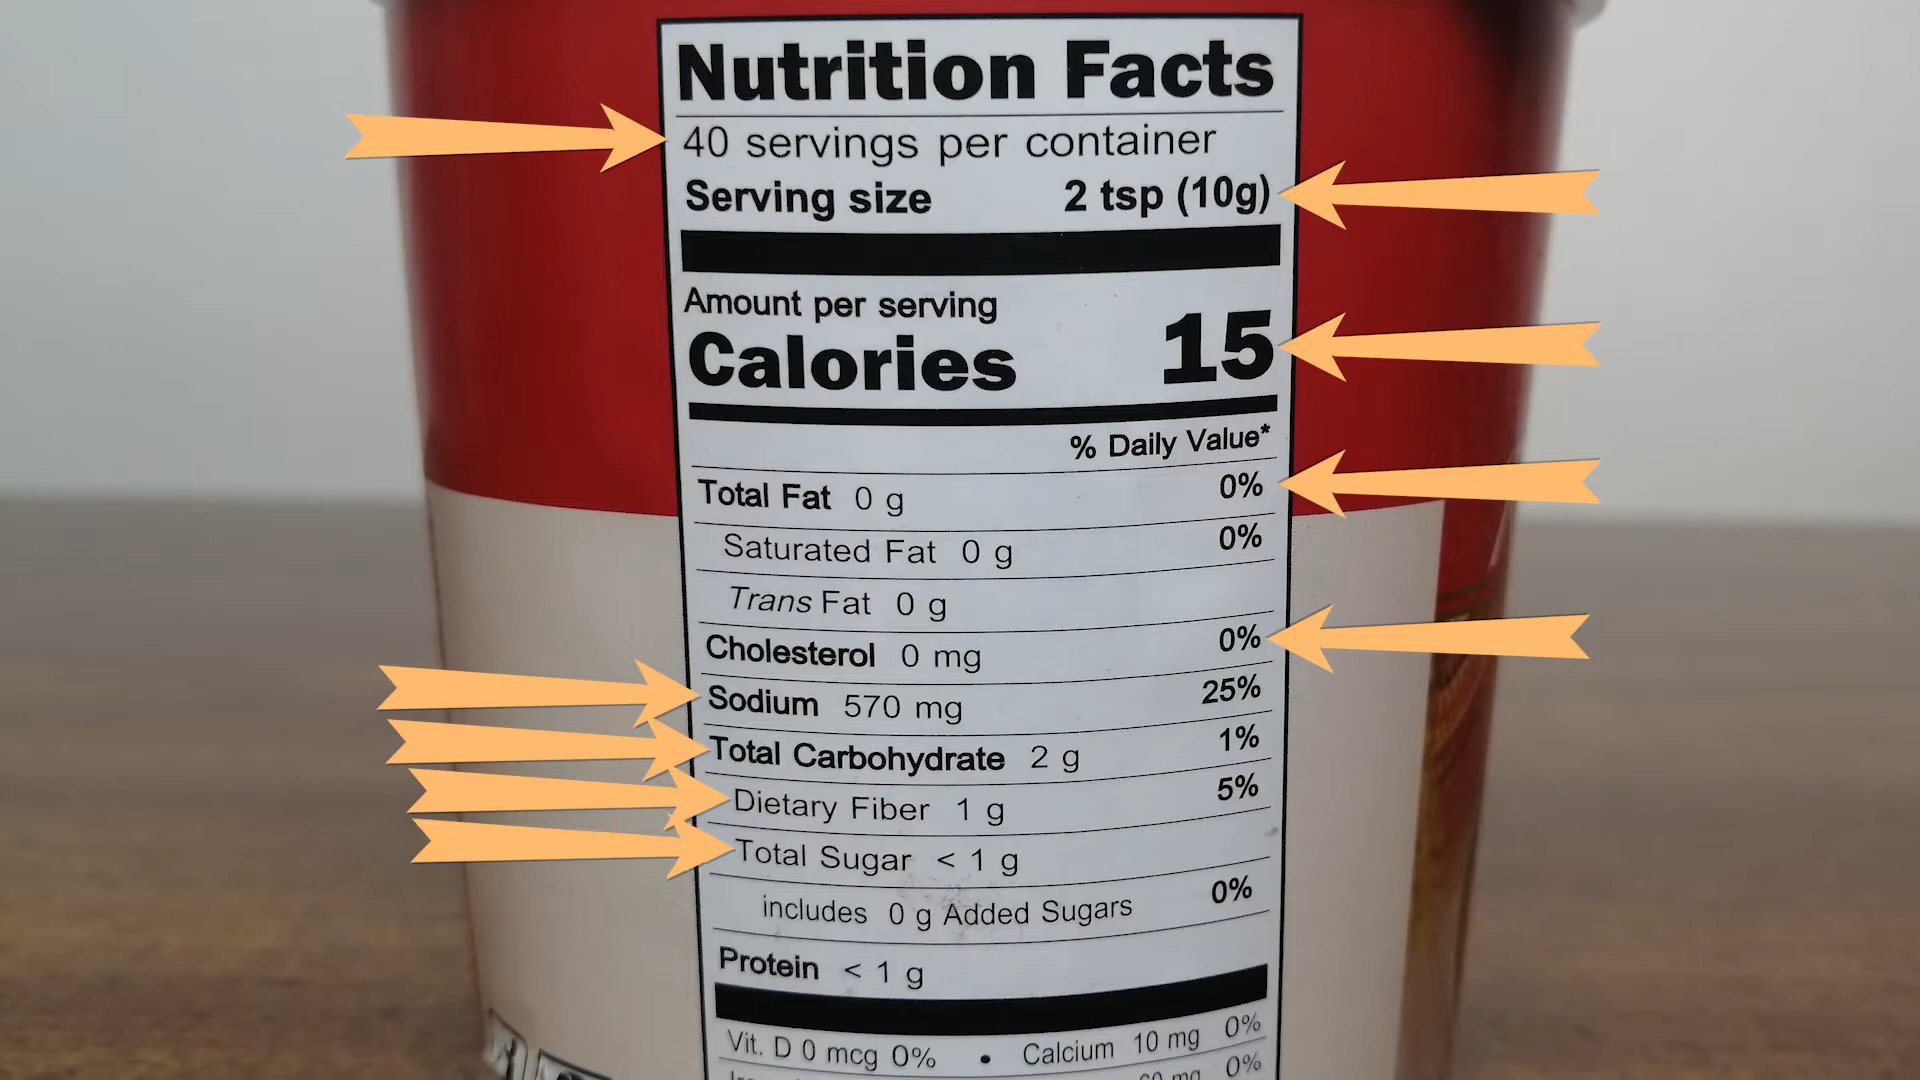 Nutrition Facts
40 servings per container
Serving size 2 tsp (10g)
Amount per serving
Calories 15
% Daily Value*
Total Fat 0 g 0%
Saturated Fat 0 g 0%
Trans Fat 0 g
Cholesterol 0 mg 0%
Sodium 570 mg 25%
Total Carbohydrate 2 g 1%
Dietary Fiber 1 g 5%
Total Sugar < 1 g
includes 0 g Added Sugars 0%
Protein < 1 g
Vit. D 0 mcg 0% • Calcium 10 mg 0%
0%